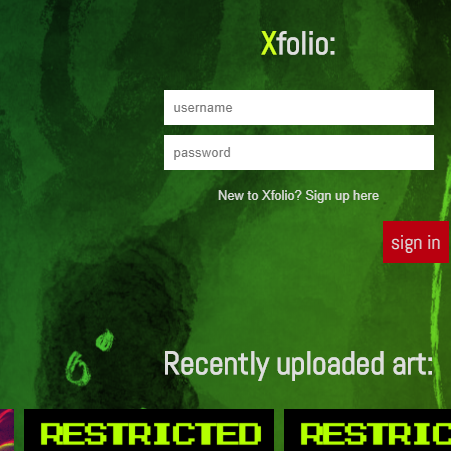 Xfolio:
username
password
New to Xfolio? Sign up here
sign in
Recently uploaded art:
RESTRICTED RESTRIC